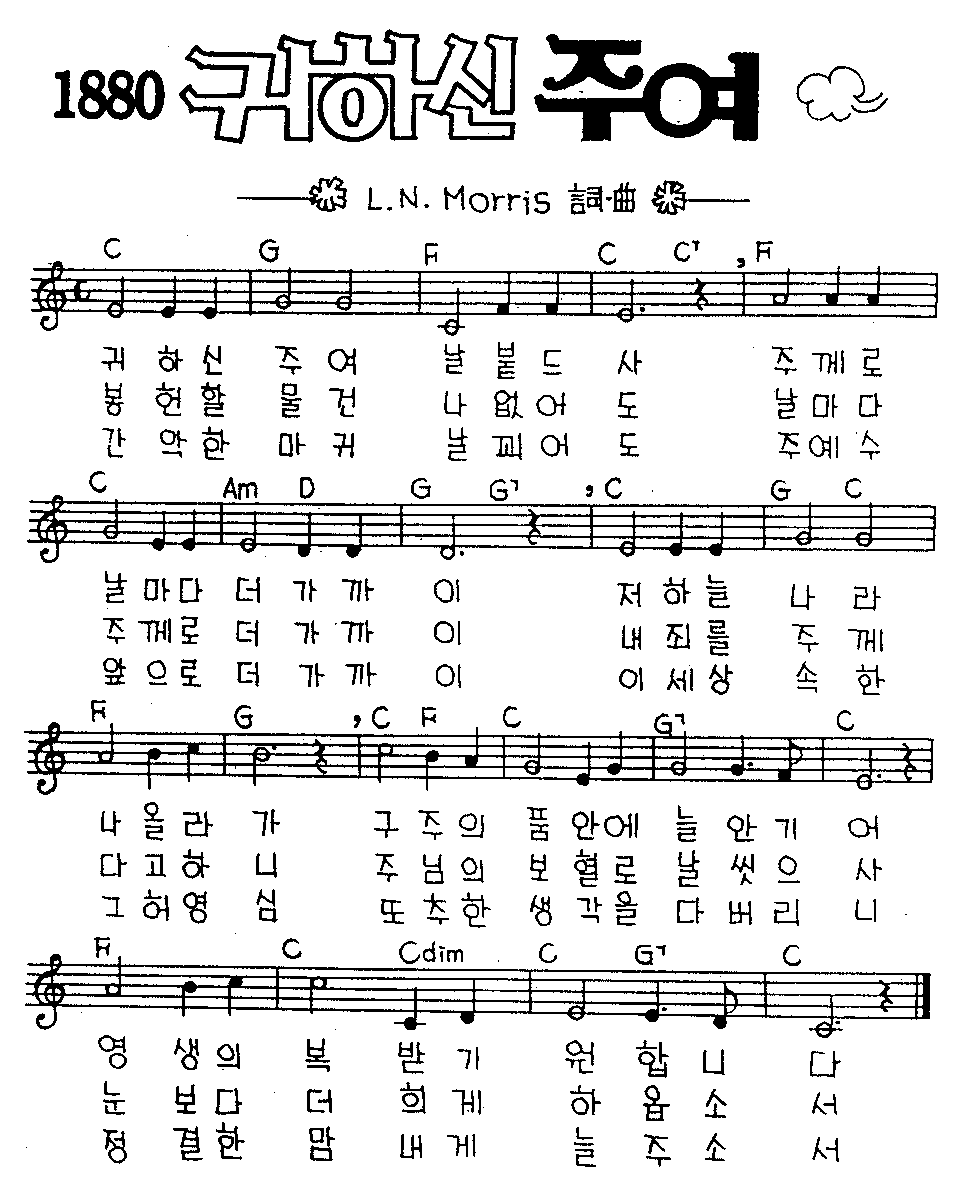 1880 귀하신 주여
L.N. Morris 詞·曲
C G F C C7 F
귀 하 신 주 여 날 붙 드 사 주 께 로
봉 헌 할 물 건 나 없 어 도 날 마 다
간 악 한 마 귀 날 꾀 어 도 주 예 수
C Am D G G7 C G C
날 마 다 더 가 까 이 저 하 늘 나 라
주 께 로 더 가 까 이 내 죄 를 주 께
앞 으 로 더 가 까 이 이 세 상 속 한
F G C F C G7 C
나 올 라 가 구 주 의 품 안 에 늘 안 기 어
다 고 하 니 주 님 의 보 혈 로 날 씻 으 사
그 허 영 심 또 추 한 생 각 을 다 버 리 니
F C Cdim C G7 C
영 생 의 복 받 기 원 합 니 다
눈 보 다 더 희 게 하 옵 소 서
정 결 한 맘 내 게 늘 주 소 서